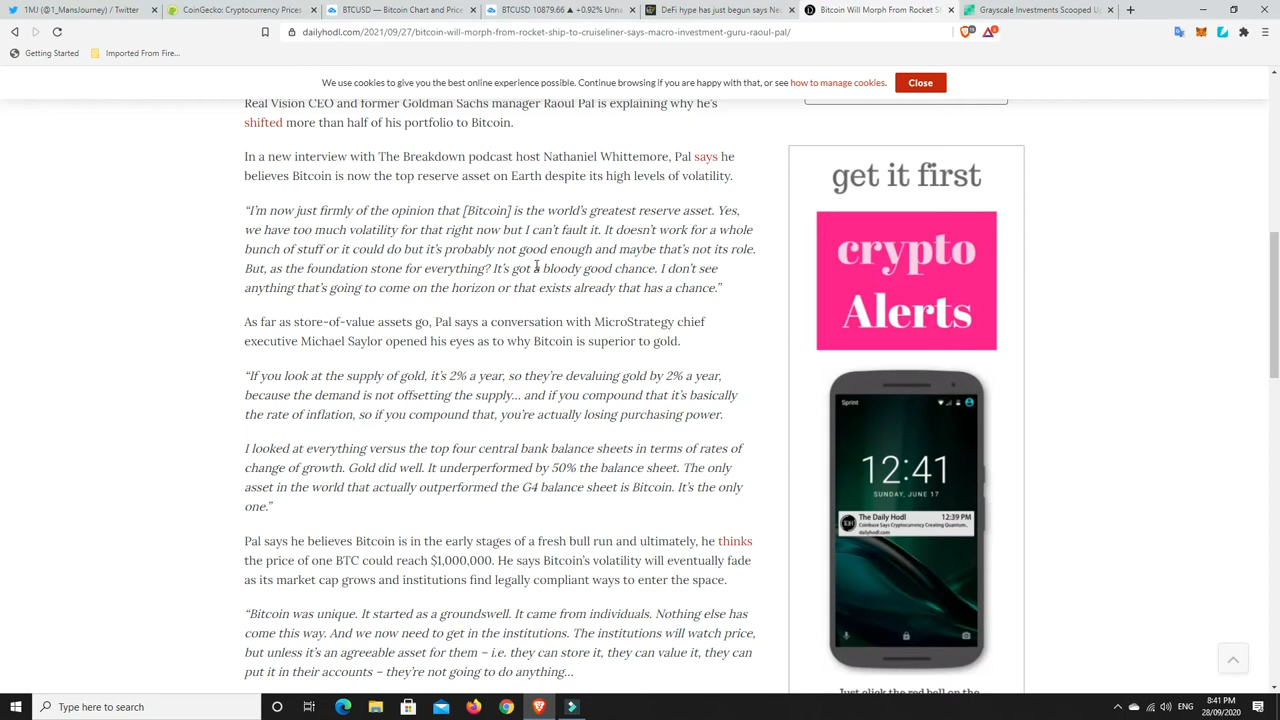 1MJ (@T_MansJourney) / Twitter
CoinGecko: Cryptocurrency Prices
BTCUSD — Bitcoin Chart and Price
BTCUSD 10879.66 ▲ +0.92% Unna
DeFi hype has just begun says Ne
Bitcoin Will Morph From Rocket Sh
Grayscale Investments Scooped Up
dailyhodl.com/2021/09/27/bitcoin-will-morph-from-rocket-ship-to-cruiseliner-says-macro-investment-guru-raoul-pal/
Getting Started
Imported From Fire...
We use cookies to give you the best online experience possible. Continue browsing if you are happy with that, or see how to manage cookies.
Close
Real Vision CEO and former Goldman Sachs manager Raoul Pal is explaining why he's
shifted more than half of his portfolio to Bitcoin.
In a new interview with The Breakdown podcast host Nathaniel Whittemore, Pal says he
believes Bitcoin is now the top reserve asset on Earth despite its high levels of volatility.
“I'm now just firmly of the opinion that [Bitcoin] is the world's greatest reserve asset. Yes,
we have too much volatility for that right now but I can't fault it. It doesn't work for a whole
bunch of stuff or it could do but it's probably not good enough and maybe that's not its role.
But, as the foundation stone for everything? It's got a bloody good chance. I don't see
anything that's going to come on the horizon or that exists already that has a chance.”
As far as store-of-value assets go, Pal says a conversation with MicroStrategy chief
executive Michael Saylor opened his eyes as to why Bitcoin is superior to gold.
“If you look at the supply of gold, it's 2% a year, so they're devaluing gold by 2% a year,
because the demand is not offsetting the supply… and if you compound that it's basically
the rate of inflation, so if you compound that, you're actually losing purchasing power.
I looked at everything versus the top four central bank balance sheets in terms of rates of
change of growth. Gold did well. It underperformed by 50% the balance sheet. The only
asset in the world that actually outperformed the G4 balance sheet is Bitcoin. It's the only
one.”
Pal says he believes Bitcoin is in the early stages of a fresh bull run and ultimately, he thinks
the price of one BTC could reach $1,000,000. He says Bitcoin's volatility will eventually fade
as its market cap grows and institutions find legally compliant ways to enter the space.
“Bitcoin was unique. It started as a groundswell. It came from individuals. Nothing else has
come this way. And we now need to get in the institutions. The institutions will watch price,
but unless it's an agreeable asset for them – i.e. they can store it, they can value it, they can
put it in their accounts – they're not going to do anything…
get it first
crypto
Alerts
Sprint
12:41
12:41
SUNDAY, JUNE 17
The Daily Hodl
12:39 PM
Coinbase Says Cryptocurrency Creating Quantum..
dailyhodl.com
Just click the red bell on the
Type here to search
ENG
8:41 PM
28/09/2020